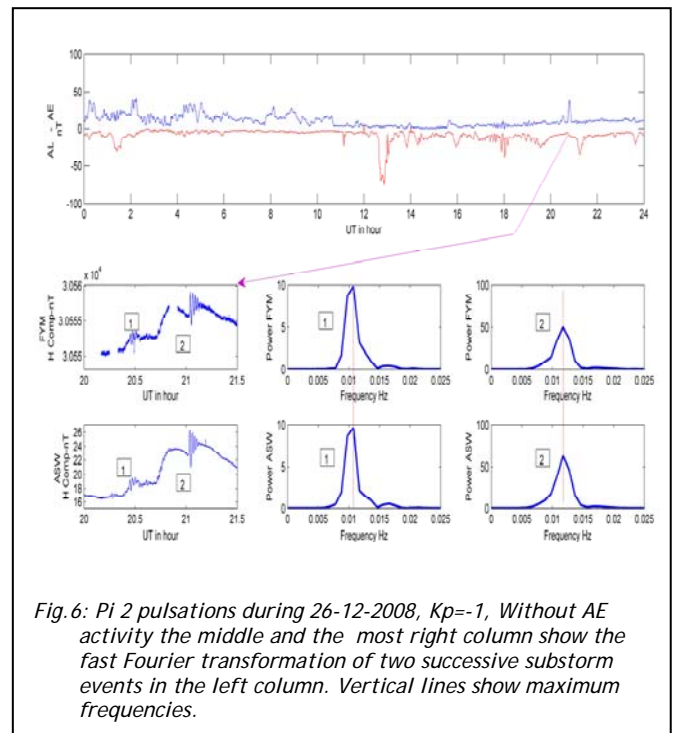 100
50
0
-50
-100
AL - AE
nT
0 2 4 6 8 10 12 14 16 18 20 22 24
UT in hour
x 10⁴
3.056
3.0555
3.055
FYM
H Comp-nT
1
2
20 20.5 21 21.5
UT in hour
10
5
0
Power FYM
1
0 0.005 0.01 0.015 0.02 0.025
Frequency Hz
100
50
0
Power FYM
2
0 0.005 0.01 0.015 0.02 0.025
Frequency Hz
26
24
22
20
18
16
ASW
H Comp-nT
1
2
20 20.5 21 21.5
UT in hour
10
5
0
Power ASW
1
0 0.005 0.01 0.015 0.02 0.025
Frequency Hz
100
50
0
Power ASW
2
0 0.005 0.01 0.015 0.02 0.025
Frequency Hz
Fig.6: Pi 2 pulsations during 26-12-2008, Kp=-1, Without AE
activity the middle and the most right column show the
fast Fourier transformation of two successive substorm
events in the left column. Vertical lines show maximum
frequencies.